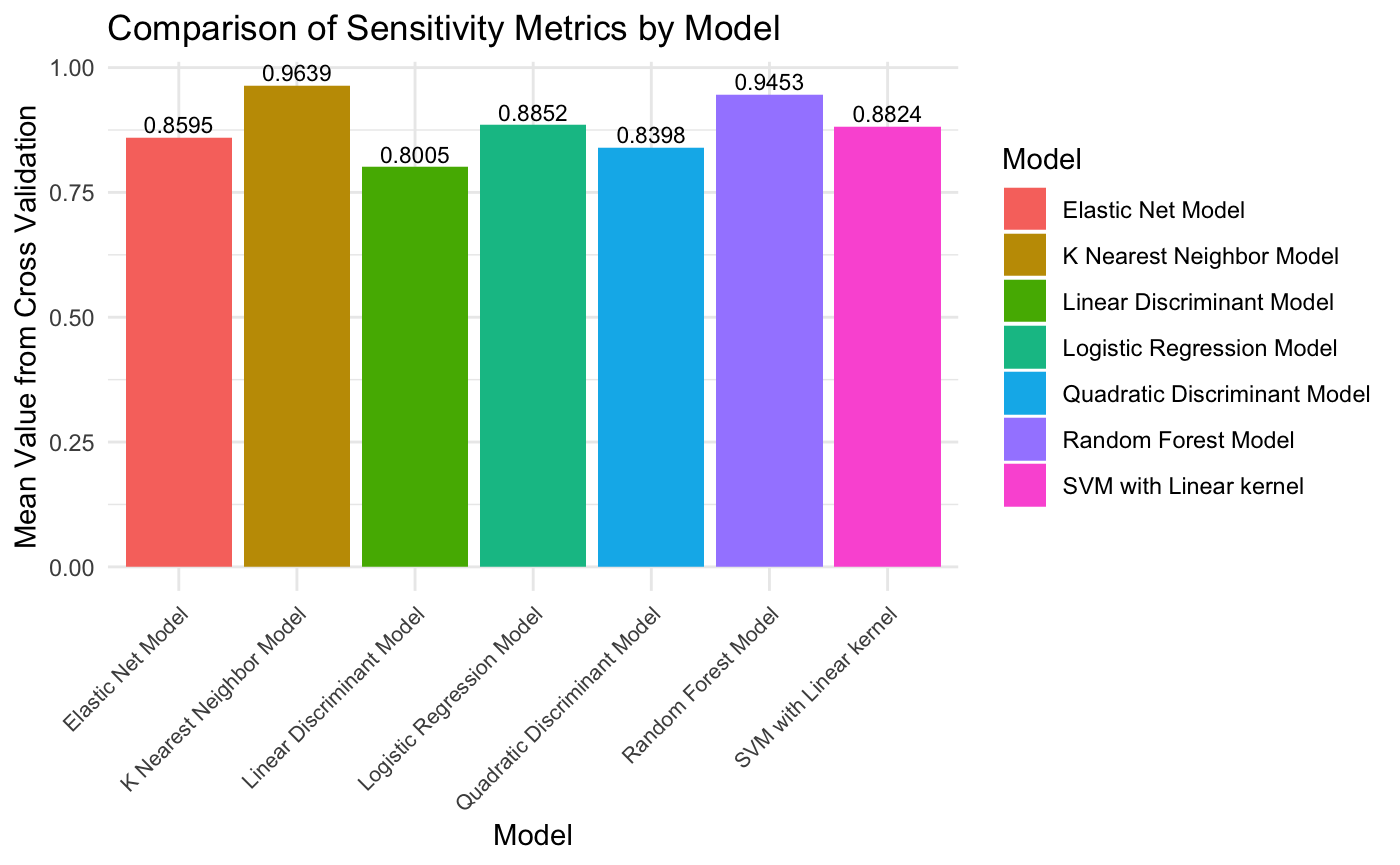 Comparison of Sensitivity Metrics by Model
Mean Value from Cross Validation
1.00
0.75
0.50
0.25
0.00
0.8595
0.9639
0.8005
0.8852
0.8398
0.9453
0.8824
Elastic Net Model
K Nearest Neighbor Model
Linear Discriminant Model
Logistic Regression Model
Quadratic Discriminant Model
Random Forest Model
SVM with Linear kernel
Model
Model
Elastic Net Model
K Nearest Neighbor Model
Linear Discriminant Model
Logistic Regression Model
Quadratic Discriminant Model
Random Forest Model
SVM with Linear kernel